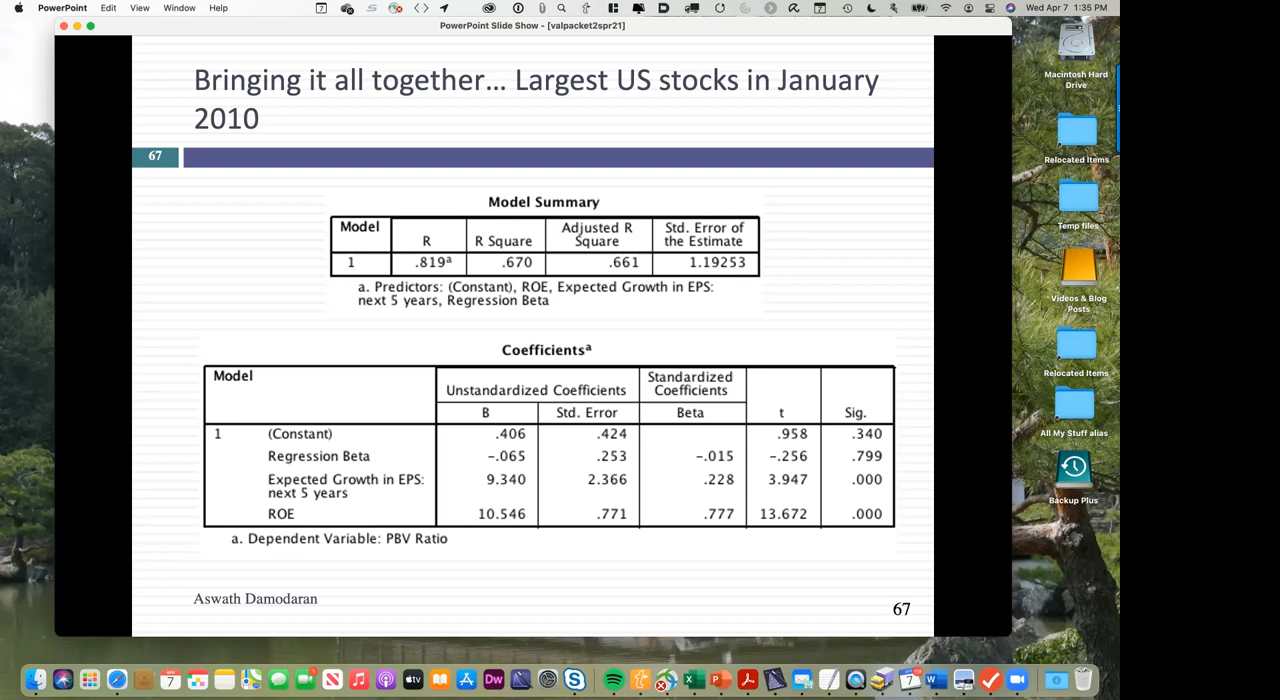 PowerPoint Edit View Window Help
7
7
Wed Apr 7 1:35 PM
PowerPoint Slide Show - [valpacket2spr21]
Bringing it all together… Largest US stocks in January
2010
67
Model Summary
Model R R Square Adjusted R Square Std. Error of the Estimate
1 .819a .670 .661 1.19253
a. Predictors: (Constant), ROE, Expected Growth in EPS:
next 5 years, Regression Beta
Coefficientsa
Model Unstandardized Coefficients Standardized Coefficients t Sig.
B Std. Error Beta
1 (Constant) .406 .424 .958 .340
Regression Beta -.065 .253 -.015 -.256 .799
Expected Growth in EPS: next 5 years 9.340 2.366 .228 3.947 .000
ROE 10.546 .771 .777 13.672 .000
a. Dependent Variable: PBV Ratio
Aswath Damodaran
67
Macintosh Hard
Drive
Relocated Items
Temp files
Videos & Blog
Posts
Relocated Items
All My Stuff alias
Backup Plus
7
tv
Dw
S
X
P
7
W